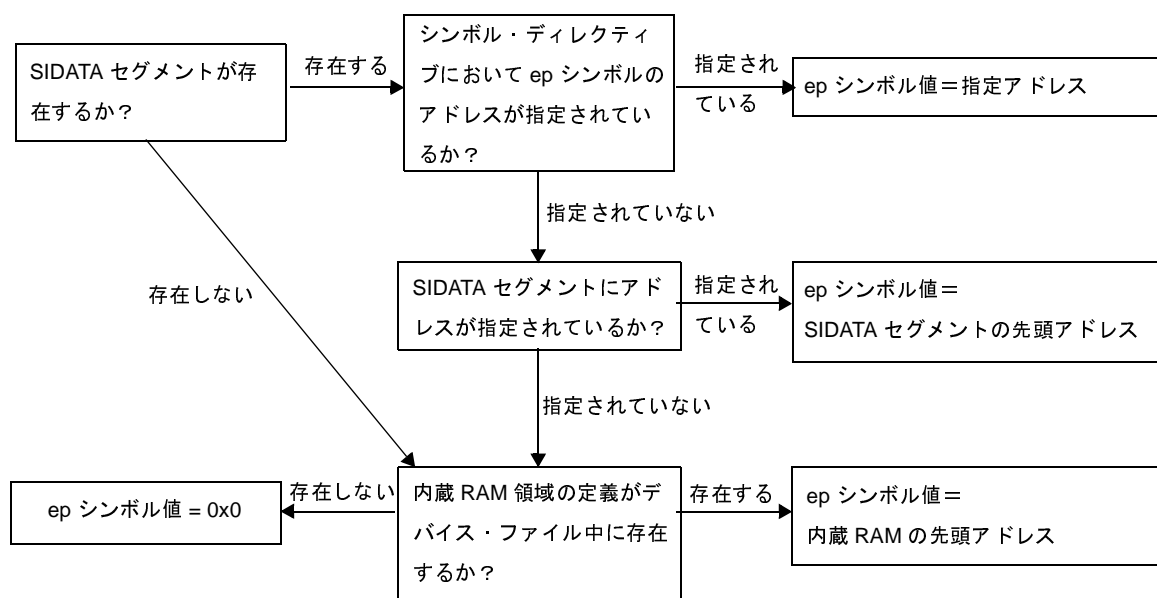 SIDATA セグメントが存
在するか？
存在する
シンボル・ディレクティ
ブにおいて ep シンボルの
アドレスが指定されてい
るか？
指定され
ている
ep シンボル値＝指定アドレス
指定されていない
存在しない
SIDATA セグメントにアド
レスが指定されているか？
指定され
ている
ep シンボル値＝
SIDATA セグメントの先頭アドレス
指定されていない
ep シンボル値 = 0x0
存在しない
内蔵 RAM 領域の定義がデ
バイス・ファイル中に存在
するか？
存在する
ep シンボル値＝
内蔵 RAM の先頭アドレス